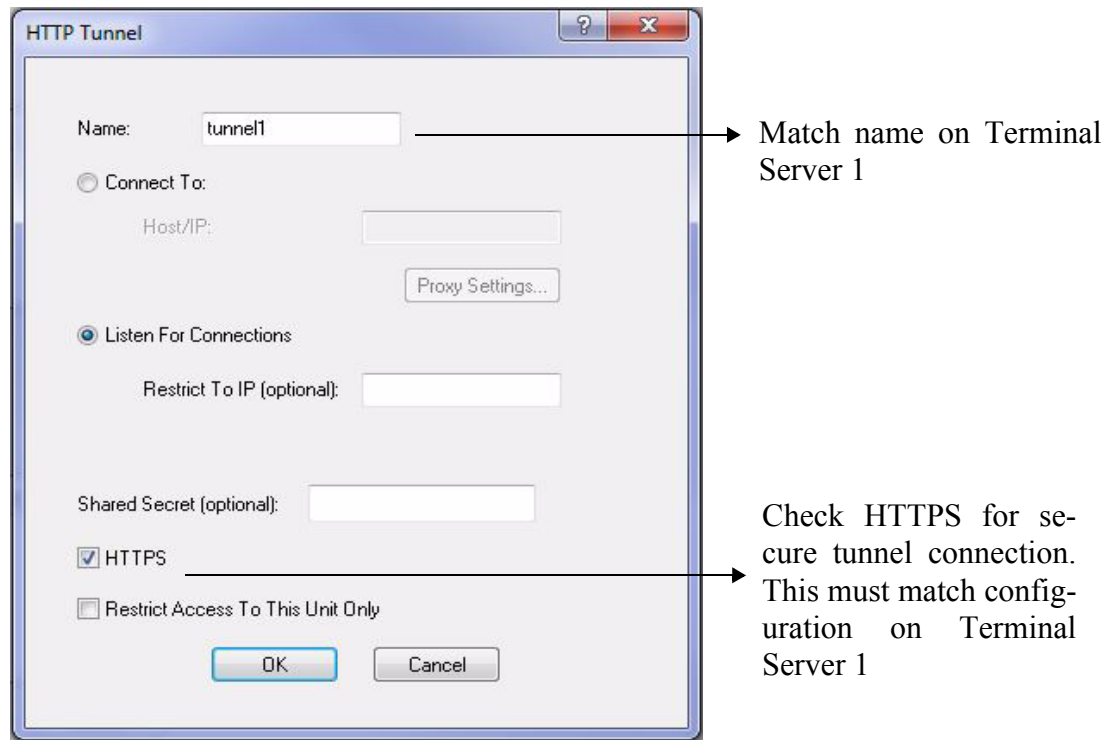 HTTP Tunnel
?
Name: tunnel1
Match name on Terminal
Server 1
Connect To:
Host/IP:
Proxy Settings...
Listen For Connections
Restrict To IP (optional):
Shared Secret (optional):
Check HTTPS for se-
cure tunnel connection.
This must match config-
uration on Terminal
Server 1
HTTPS
Restrict Access To This Unit Only
OK Cancel